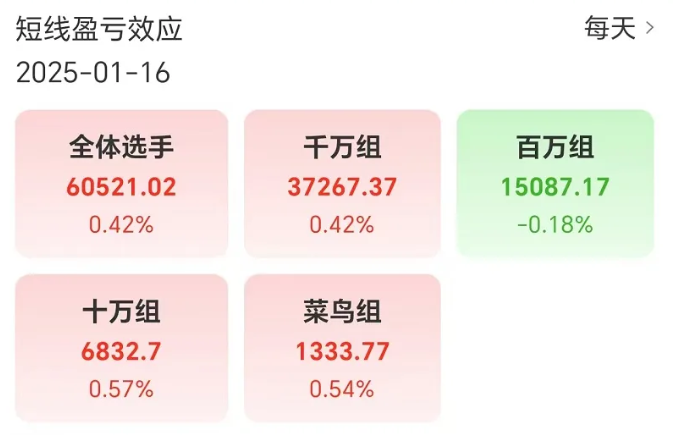 短线盈亏效应
每天 >
2025-01-16
全体选手
60521.02
0.42%
千万组
37267.37
0.42%
百万组
15087.17
-0.18%
十万组
6832.7
0.57%
菜鸟组
1333.77
0.54%